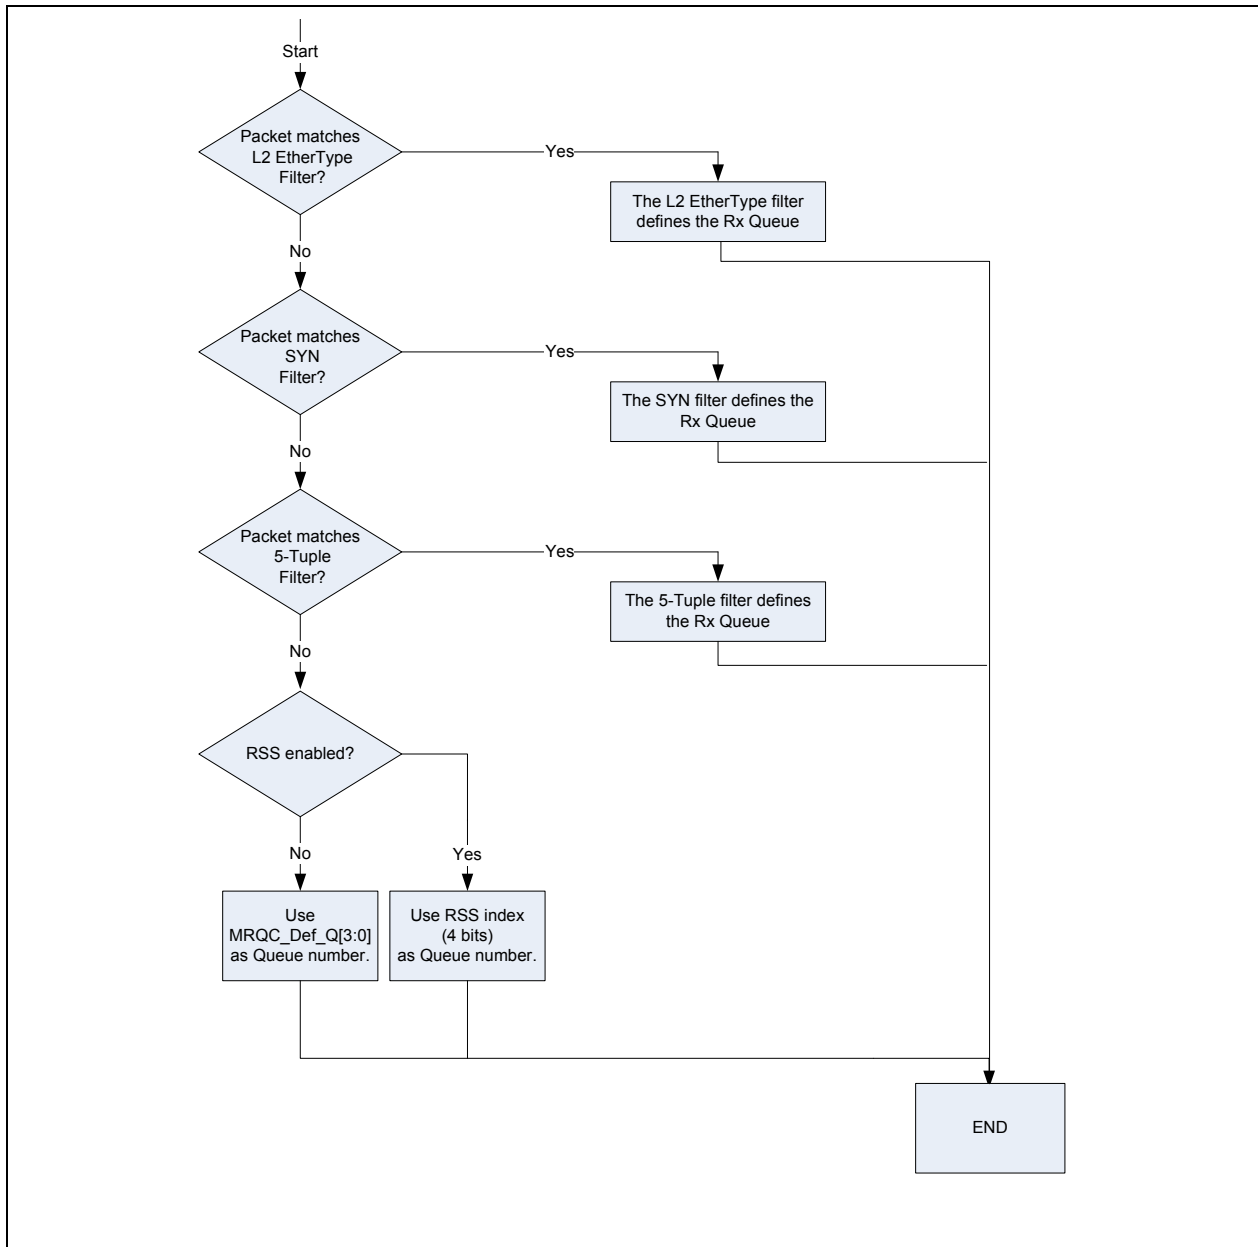 Start
Packet matches
L2 EtherType
Filter?
Yes
The L2 EtherType filter
defines the Rx Queue
No
Packet matches
SYN
Filter?
Yes
The SYN filter defines the
Rx Queue
No
Packet matches
5-Tuple
Filter?
Yes
The 5-Tuple filter defines
the Rx Queue
No
RSS enabled?
No
Yes
Use
MRQC_Def_Q[3:0]
as Queue number.
Use RSS index
(4 bits)
as Queue number.
END